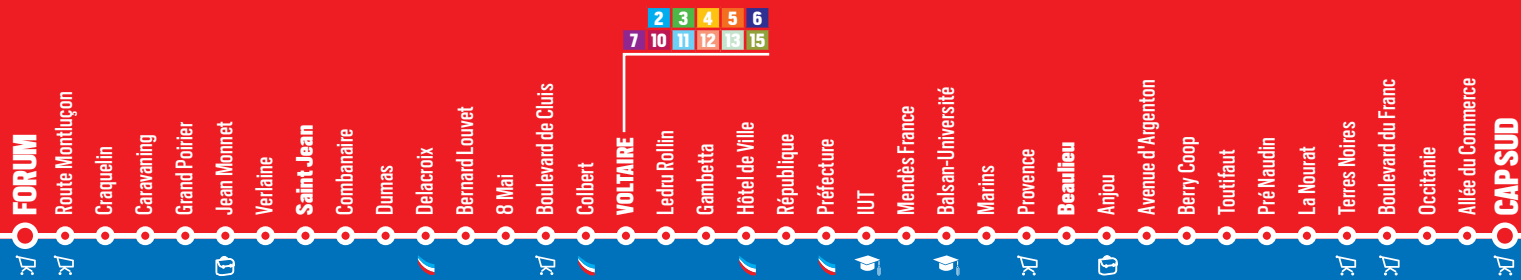 2 3 4 5 6
7 10 11 12 13 15
FORUM
Route Montluçon
Craquelin
Caravaning
Grand Poirier
Jean Monnet
Verlaine
Saint Jean
Combanaire
Dumas
Delacroix
Bernard Louvet
8 Mai
Boulevard de Cluis
Colbert
VOLTAIRE
Ledru Rollin
Gambetta
Hôtel de Ville
République
Préfecture
IUT
Mendès France
Balsan-Université
Marins
Provence
Beaulieu
Anjou
Avenue d'Argenton
Berry Coop
Toutifaut
Pré Naudin
La Nourat
Terres Noires
Boulevard du Franc
Occitanie
Allée du Commerce
CAP SUD